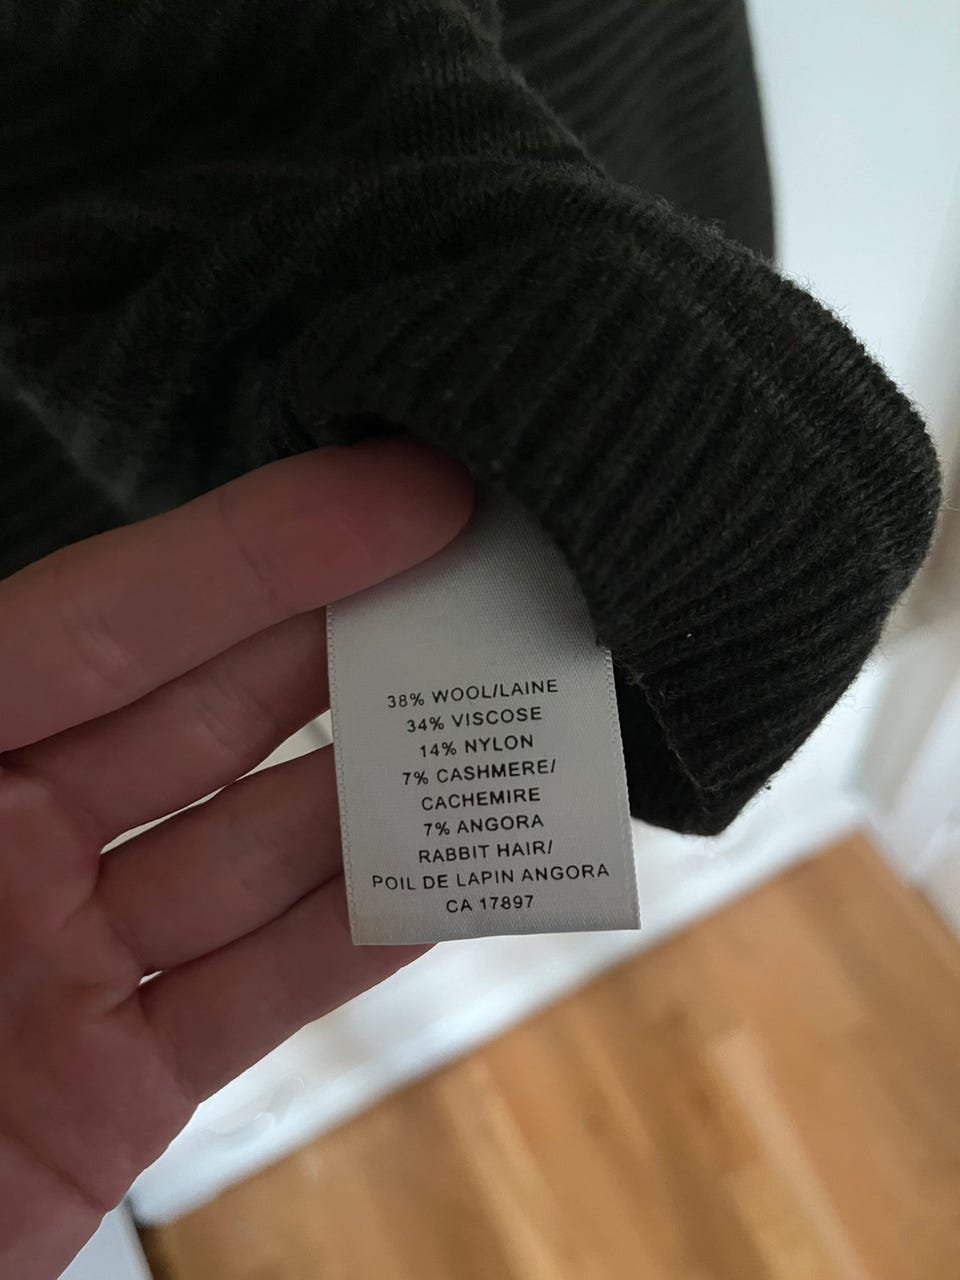 38% WOOL/LAINE
34% VISCOSE
14% NYLON
7% CASHMERE/
CACHEMIRE
7% ANGORA
RABBIT HAIR/
POIL DE LAPIN ANGORA
CA 17897